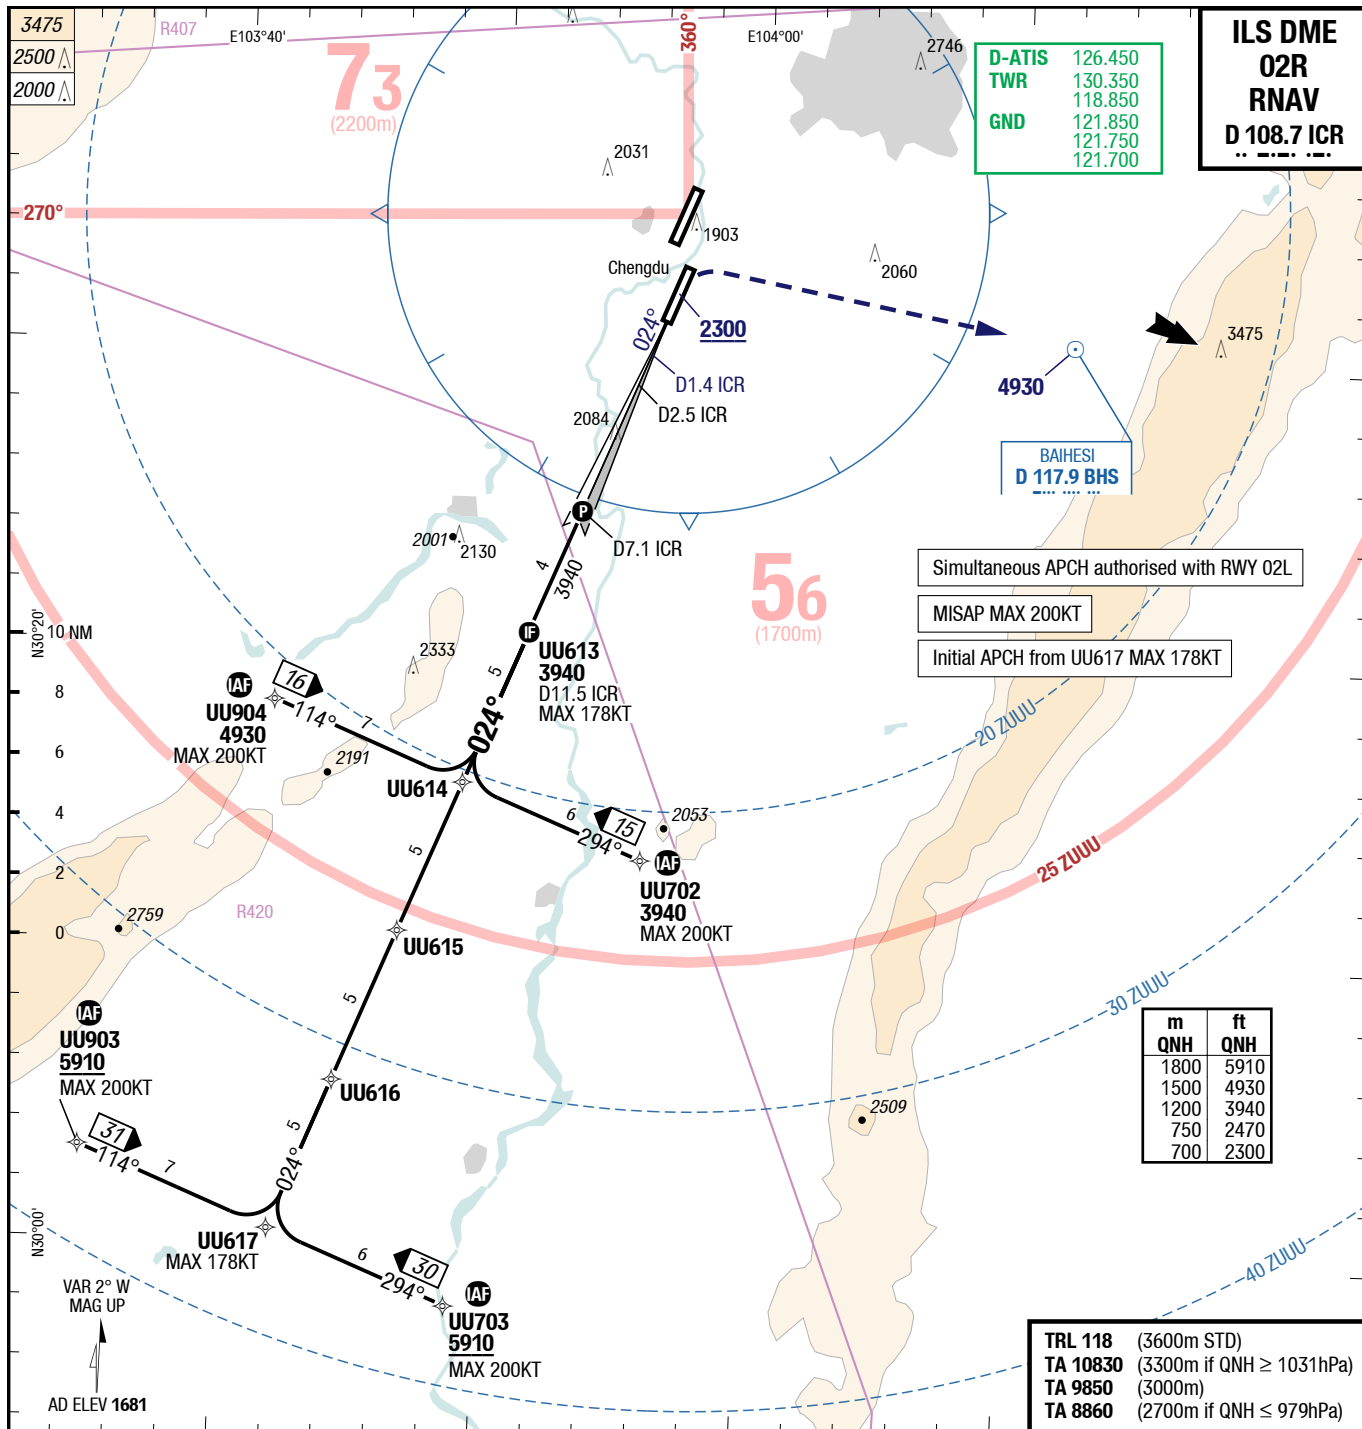 3475
2500
2000
R407
E103°40'
360°
E104°00'
2746
D-ATIS 126.450
TWR 130.350
118.850
GND 121.850
121.750
121.700
ILS DME
02R
RNAV
D 108.7 ICR
73
(2200m)
2031
270°
1903
2060
Chengdu
024°
2300
3475
4930
D1.4 ICR
D2.5 ICR
2084
BAIHESI
D 117.9 BHS
P
D7.1 ICR
2001
2130
4
3940
56
(1700m)
Simultaneous APCH authorised with RWY 02L
MISAP MAX 200KT
Initial APCH from UU617 MAX 178KT
N30°20'
10 NM
8
6
4
2
0
IF
UU613
3940
D11.5 ICR
MAX 178KT
2333
5
16
IAF
UU904
4930
MAX 200KT
114°
7
024°
2191
UU614
20 ZUUU
6
15
294°
2053
IAF
UU702
3940
MAX 200KT
25 ZUUU
5
2759
R420
UU615
30 ZUUU
IAF
UU903
5910
MAX 200KT
5
UU616
m ft
QNH QNH
1800 5910
1500 4930
1200 3940
750 2470
700 2300
2509
31
114°
7
5
024°
N30°00'
UU617
MAX 178KT
6
30
294°
IAF
UU703
5910
MAX 200KT
40 ZUUU
VAR 2° W
MAG UP
AD ELEV 1681
TRL 118 (3600m STD)
TA 10830 (3300m if QNH ≥ 1031hPa)
TA 9850 (3000m)
TA 8860 (2700m if QNH ≤ 979hPa)